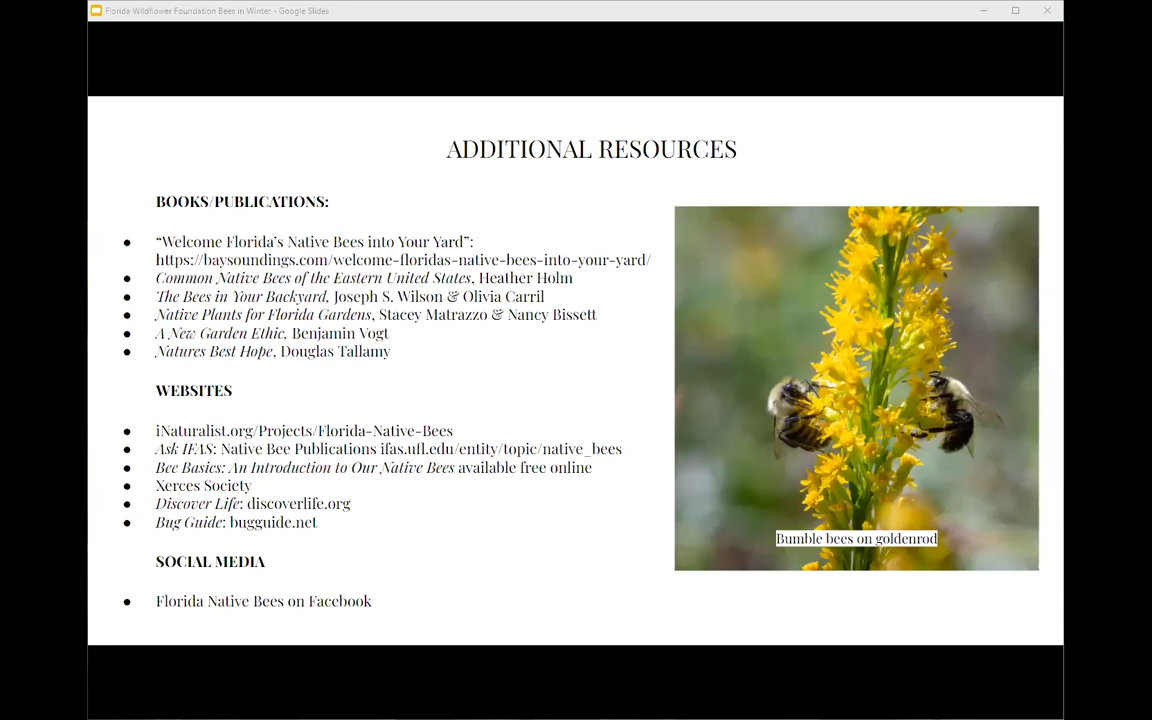 Florida Wildflower Foundation Bees in Winter - Google Slides
ADDITIONAL RESOURCES
BOOKS/PUBLICATIONS:
● “Welcome Florida’s Native Bees into Your Yard”:
https://baysoundings.com/welcome-floridas-native-bees-into-your-yard/
● Common Native Bees of the Eastern United States, Heather Holm
● The Bees in Your Backyard, Joseph S. Wilson & Olivia Carril
● Native Plants for Florida Gardens, Stacey Matrazzo & Nancy Bissett
● A New Garden Ethic, Benjamin Vogt
● Natures Best Hope, Douglas Tallamy
WEBSITES
● iNaturalist.org/Projects/Florida-Native-Bees
● Ask IFAS: Native Bee Publications ifas.ufl.edu/entity/topic/native_bees
● Bee Basics: An Introduction to Our Native Bees available free online
● Xerces Society
● Discover Life: discoverlife.org
● Bug Guide: bugguide.net
SOCIAL MEDIA
● Florida Native Bees on Facebook
Bumble bees on goldenrod